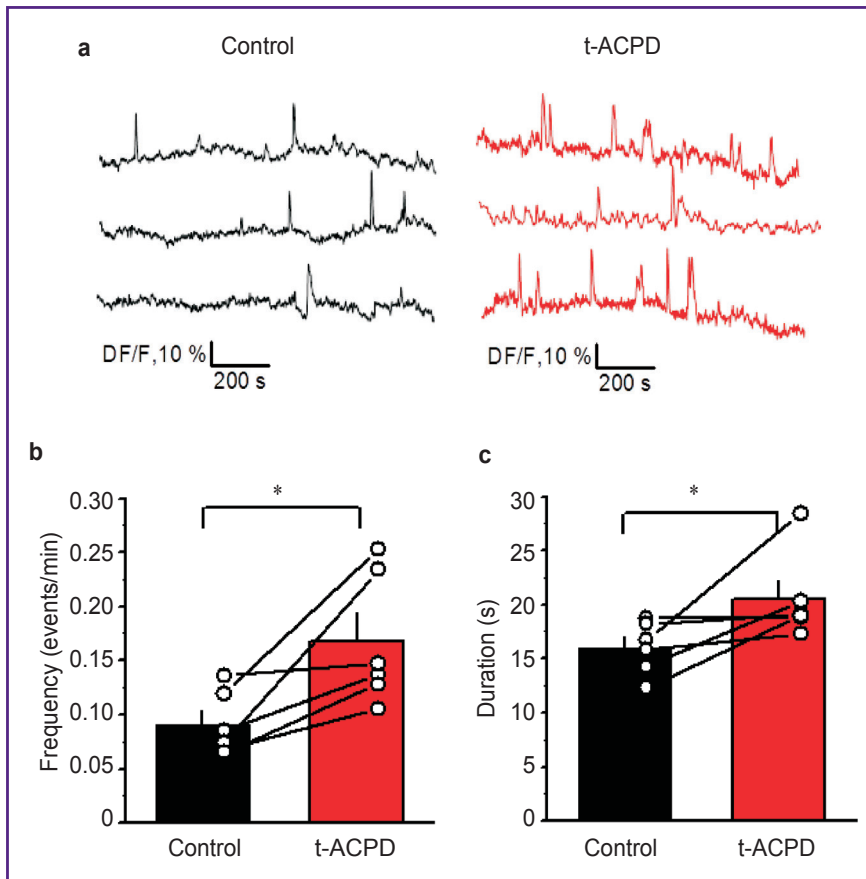 a
Control
t-ACPD
DF/F,10 %
200 s
DF/F,10 %
200 s
b
Frequency (events/min)
0.30
0.25
0.20
0.15
0.10
0.05
0
*
Control
t-ACPD
c
Duration (s)
30
25
20
15
10
5
0
*
Control
t-ACPD